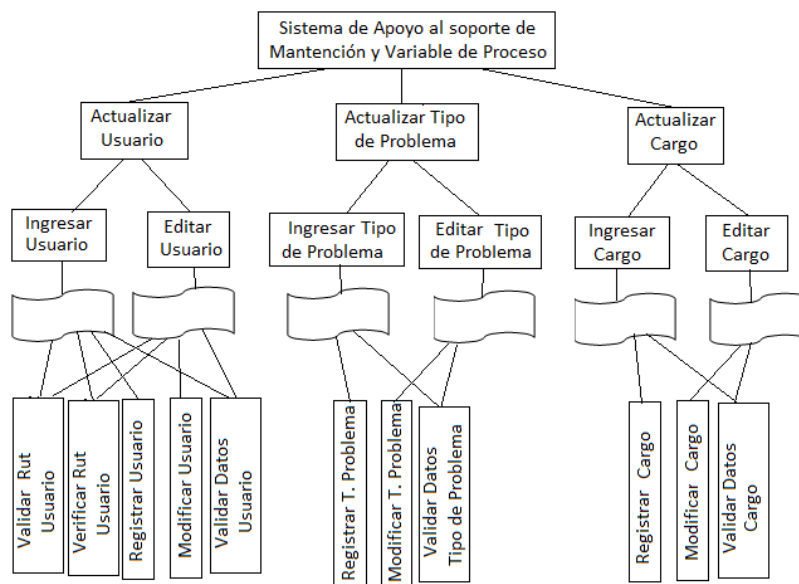 Sistema de Apoyo al soporte de
Mantención y Variable de Proceso
Actualizar
Usuario
Actualizar Tipo
de Problema
Actualizar
Cargo
Ingresar
Usuario
Editar
Usuario
Ingresar Tipo
de Problema
Editar Tipo
de Problema
Ingresar
Cargo
Editar
Cargo
Validar Rut
Usuario
Verificar Rut
Usuario
Registrar Usuario
Modificar Usuario
Validar Datos
Usuario
Registrar T. Problema
Modificar T. Problema
Validar Datos
Tipo de Problema
Registrar Cargo
Modificar Cargo
Validar Datos
Cargo